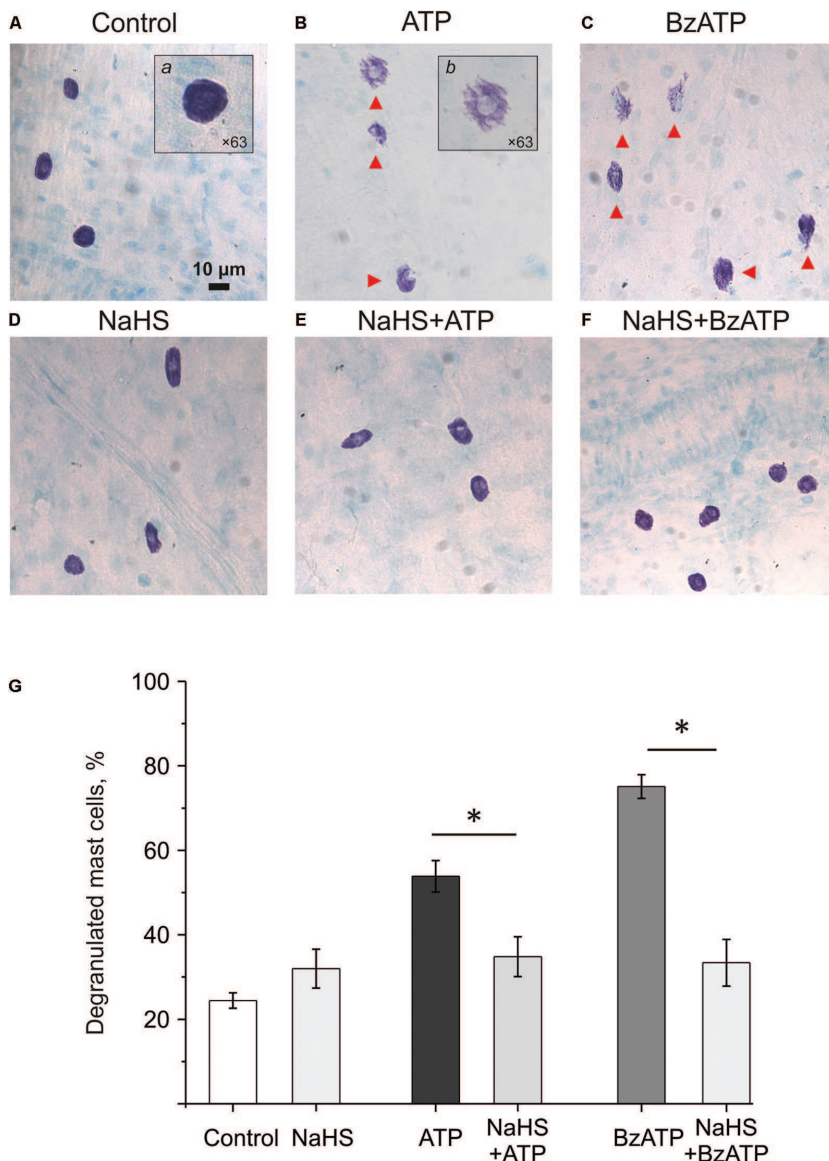 A Control
B ATP
C BzATP
a
×63
b
×63
10 µm
D NaHS
E NaHS+ATP
F NaHS+BzATP
G
Degranulated mast cells, %
100
80
60
40
20
*
*
Control NaHS ATP NaHS BzATP NaHS
+ATP +BzATP